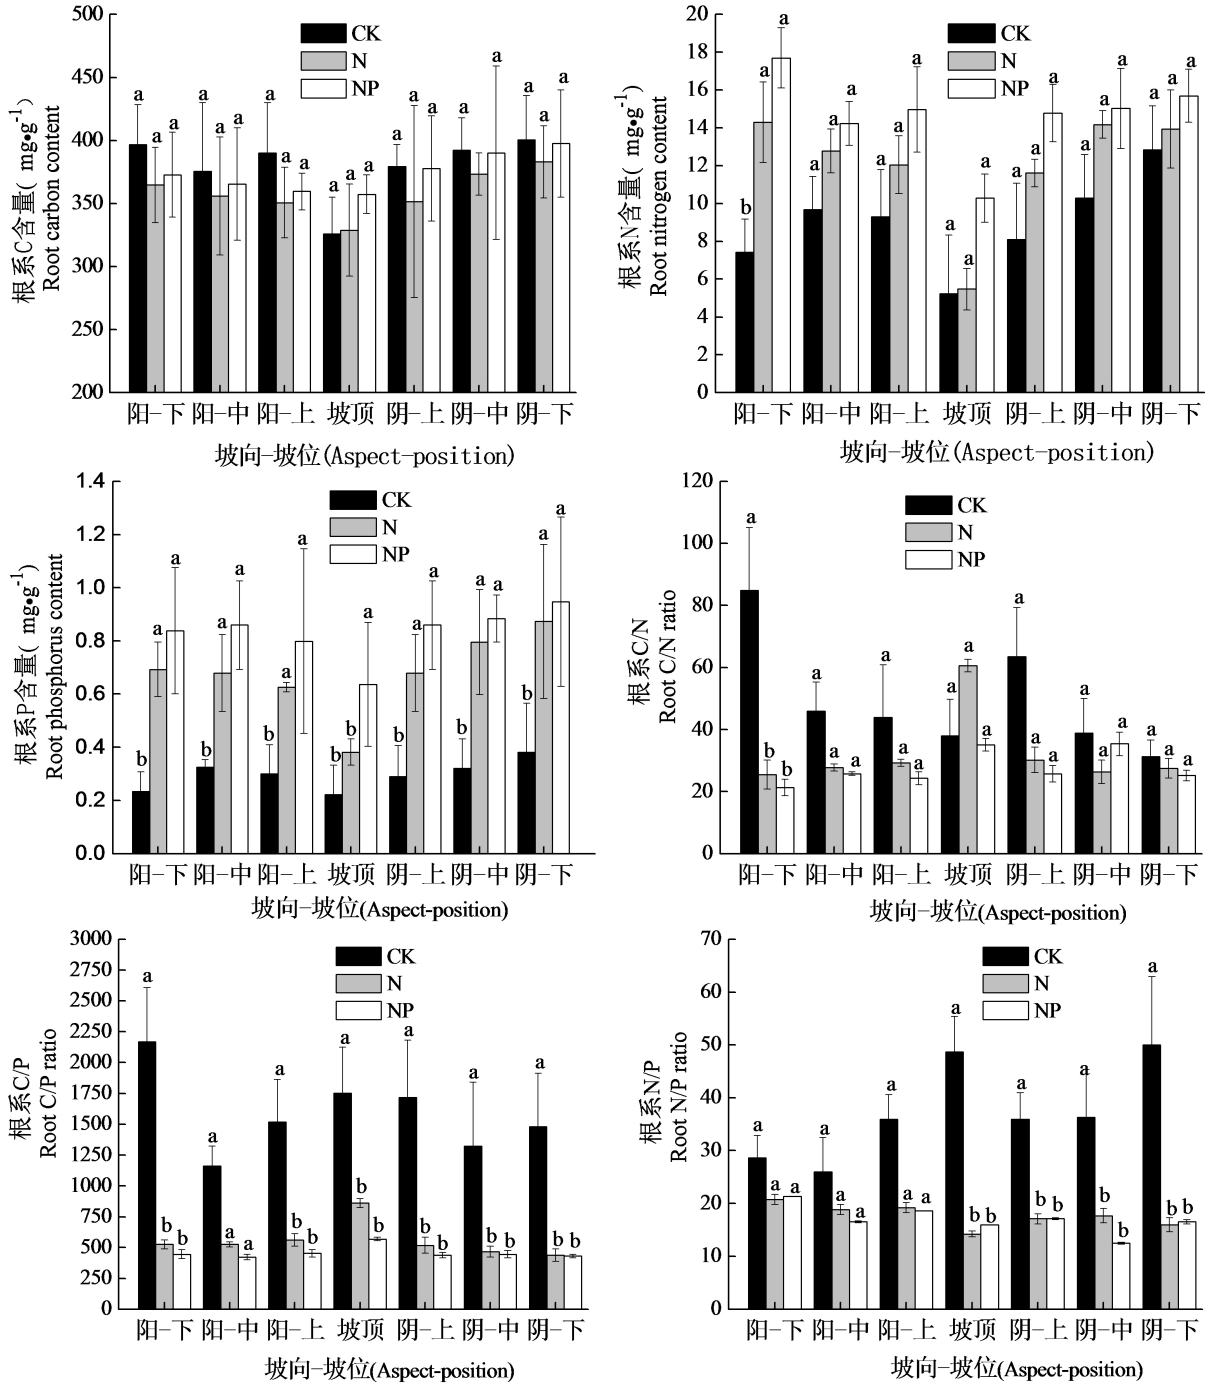 500
450
400
350
300
250
200
根系C含量( mg•g-1)
Root carbon content
CK
N
NP
a a a a a a a a a a a a a a a a a a a a a
阳-下 阳-中 阳-上 坡顶 阴-上 阴-中 阴-下
坡向-坡位(Aspect-position)
20
18
16
14
12
10
8
6
4
2
0
根系N含量( mg•g-1)
Root nitrogen content
CK
N
NP
b a a a a a a a a a a a a a a a a a a a a
阳-下 阳-中 阳-上 坡顶 阴-上 阴-中 阴-下
坡向-坡位(Aspect-position)
1.4
1.2
1.0
0.8
0.6
0.4
0.2
0.0
根系P含量( mg•g-1)
Root phosphorus content
CK
N
NP
b a a b a a b a a b b a b a a b a a b a a
阳-下 阳-中 阳-上 坡顶 阴-上 阴-中 阴-下
坡向-坡位(Aspect-position)
120
100
80
60
40
20
0
根系C/N
Root C/N ratio
CK
N
NP
a b b a a a a a a a a a a a a a a a a a a
阳-下 阳-中 阳-上 坡顶 阴-上 阴-中 阴-下
坡向-坡位(Aspect-position)
3000
2750
2500
2250
2000
1750
1500
1250
1000
750
500
250
0
根系C/P
Root C/P ratio
CK
N
NP
a b b a a a a b b a b b a b b a b b a b b
阳-下 阳-中 阳-上 坡顶 阴-上 阴-中 阴-下
坡向-坡位(Aspect-position)
70
60
50
40
30
20
10
0
根系N/P
Root N/P ratio
CK
N
NP
a a a a a a a a a a b b a b b a b b a b b
阳-下 阳-中 阳-上 坡顶 阴-上 阴-中 阴-下
坡向-坡位(Aspect-position)